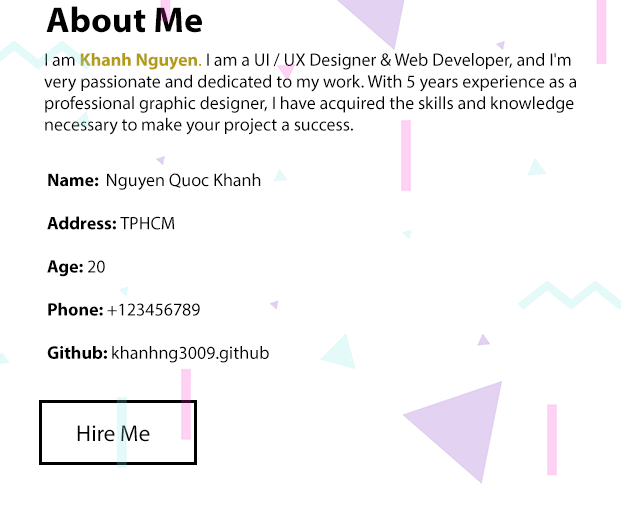 About Me
I am Khanh Nguyen. I am a UI / UX Designer & Web Developer, and I'm
very passionate and dedicated to my work. With 5 years experience as a
professional graphic designer, I have acquired the skills and knowledge
necessary to make your project a success.
Name: Nguyen Quoc Khanh
Address: TPHCM
Age: 20
Phone: +123456789
Github: khanhng3009.github
Hire Me